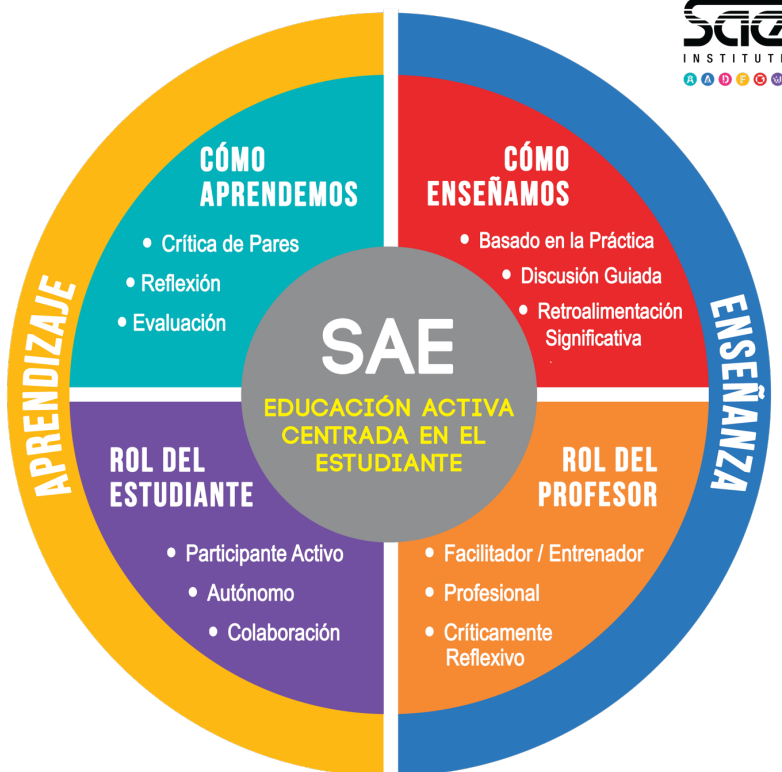 sae
INSTITUTE
CÓMO
APRENDEMOS
• Crítica de Pares
• Reflexión
• Evaluación
CÓMO
ENSEÑAMOS
• Basado en la Práctica
• Discusión Guiada
• Retroalimentación
Significativa
APRENDIZAJE
SAE
EDUCACIÓN ACTIVA
CENTRADA EN EL
ESTUDIANTE
ENSEÑANZA
ROL DEL
ESTUDIANTE
• Participante Activo
• Autónomo
• Colaboración
ROL DEL
PROFESOR
• Facilitador / Entrenador
• Profesional
• Críticamente
Reflexivo